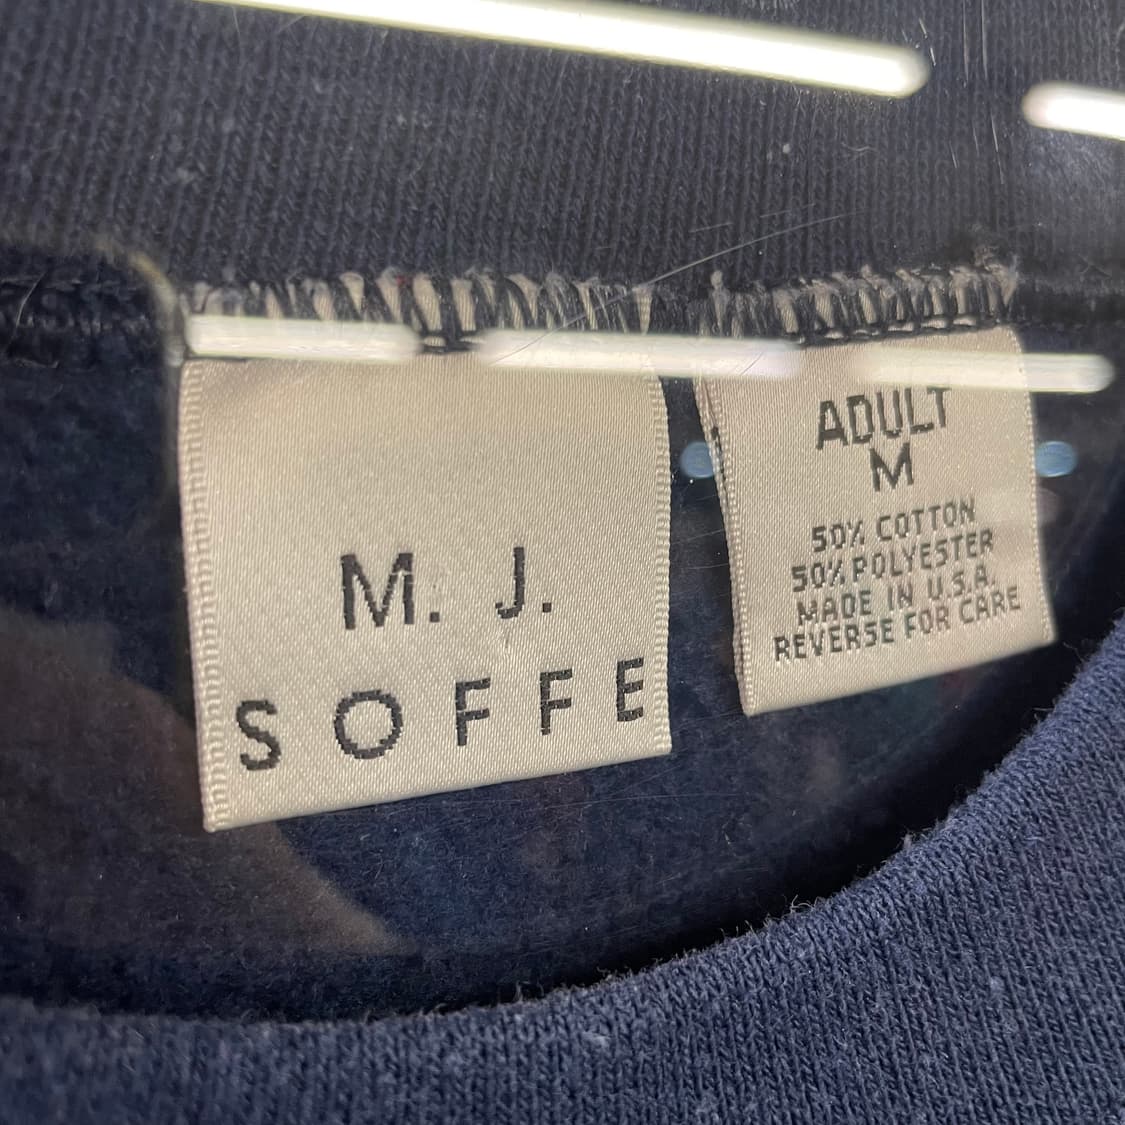 M. J.
SOFFE
ADULT
M
50% COTTON
50% POLYESTER
MADE IN U.S.A.
REVERSE FOR CARE